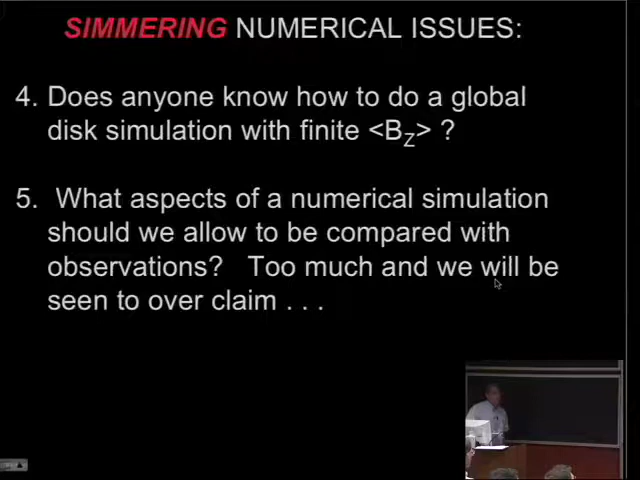 SIMMERING NUMERICAL ISSUES:
4. Does anyone know how to do a global
disk simulation with finite <BZ> ?
5. What aspects of a numerical simulation
should we allow to be compared with
observations? Too much and we will be
seen to over claim . . .